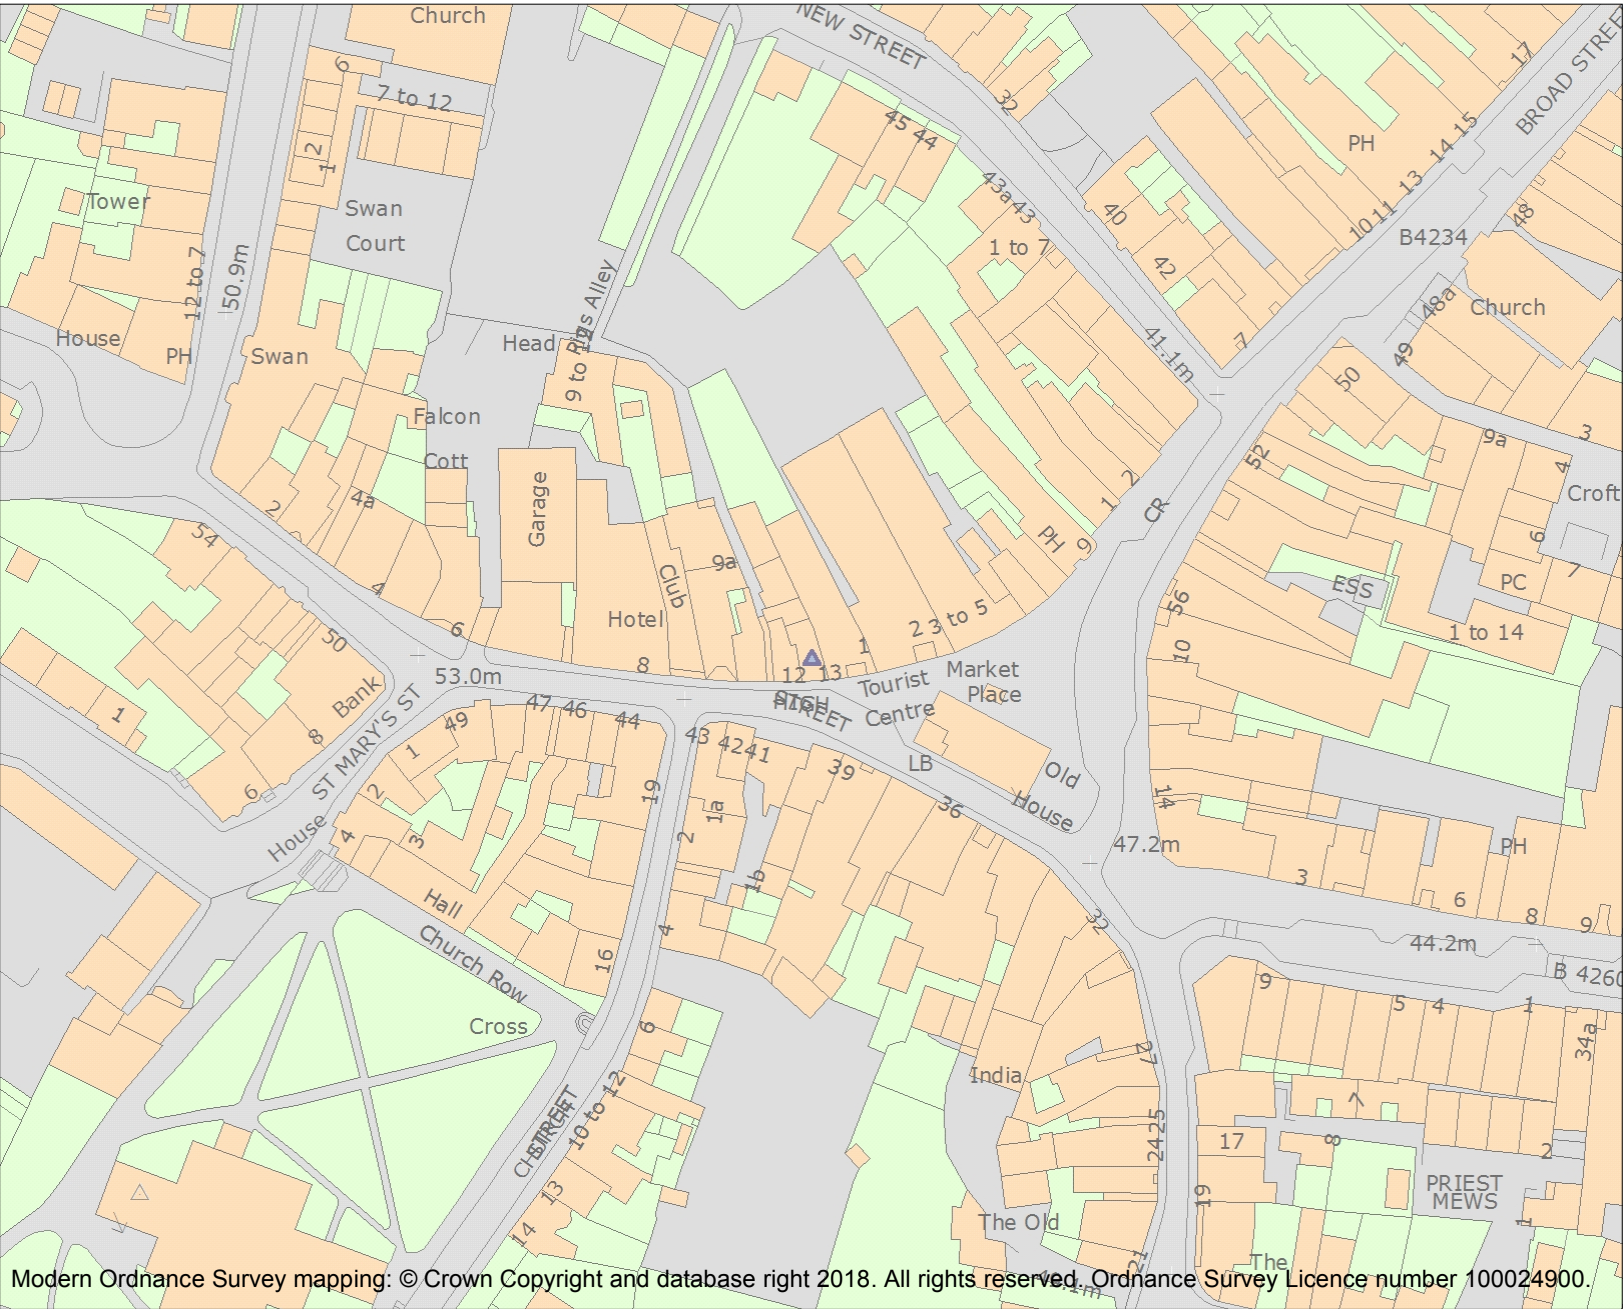 Church
NEW STREET
17
BROAD STREE
6
7 to 12
32
45 44
PH
14 15
2
1
13
43a
43
Tower
Swan
Court
40
10 11
48
1 to 7
B4234
12 to 7
50.9m
42
48a
Church
House
PH
Swan
Head
41.1m
7
49
9 to
50
Falcon
Cott
9a
3
52
4
2
4a
Garage
1
2
CR
Croft
54
PH
9
6
Club
9a
ESS
PC
7
4
56
50
6
Hotel
1
2
3 to 5
10
1 to 14
8
12
13
Market
Place
53.0m
Tourist
Centre
Bank
ST MARY'S ST
HIGH
STREET
1
8
49
47
46
44
43
42
41
39
LB
Old
House
6
1
2
19
1a
36
14
House
4
3
2
47.2m
PH
1b
3
6
8
9
Hall
4
32
44.2m
Church Row
16
B 4260
9
5
4
1
Cross
6
34a
27
India
CHURCH
STREET
10 to 12
7
24
25
17
8
2
PRIEST
MEWS
13
19
1
14
The Old
21
The
Modern Ordnance Survey mapping: © Crown Copyright and database right 2018. All rights reserved. Ordnance Survey Licence number 100024900.